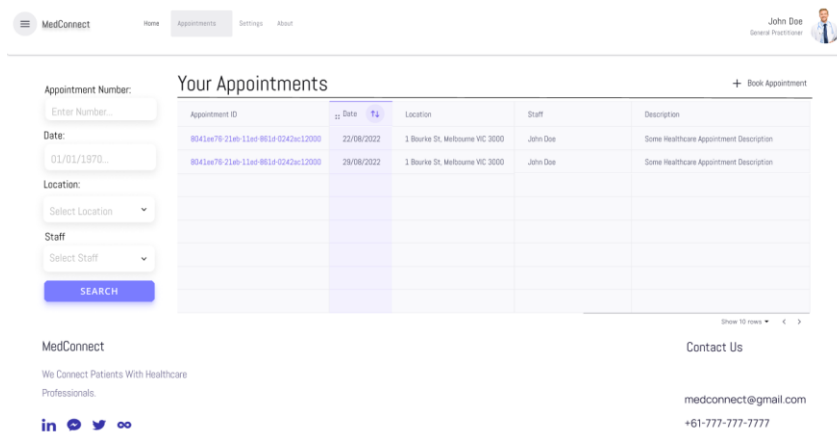 MedConnect
Home Appointments Settings About
John Doe
General Practitioner
Appointment Number:
Enter Number...
Date:
01/01/1970...
Location:
Select Location
Staff
Select Staff
SEARCH
Your Appointments
+ Book Appointment
Appointment ID Date Location Staff Description
8041ee76-21eb-11ed-861d-0242ac12000 22/08/2022 1 Bourke St, Melbourne VIC 3000 John Doe Some Healthcare Appointment Description
8041ee76-21eb-11ed-861d-0242ac12000 29/08/2022 1 Bourke St, Melbourne VIC 3000 John Doe Some Healthcare Appointment Description
Show 10 rows
MedConnect
We Connect Patients With Healthcare
Professionals.
Contact Us
medconnect@gmail.com
+61-777-777-7777